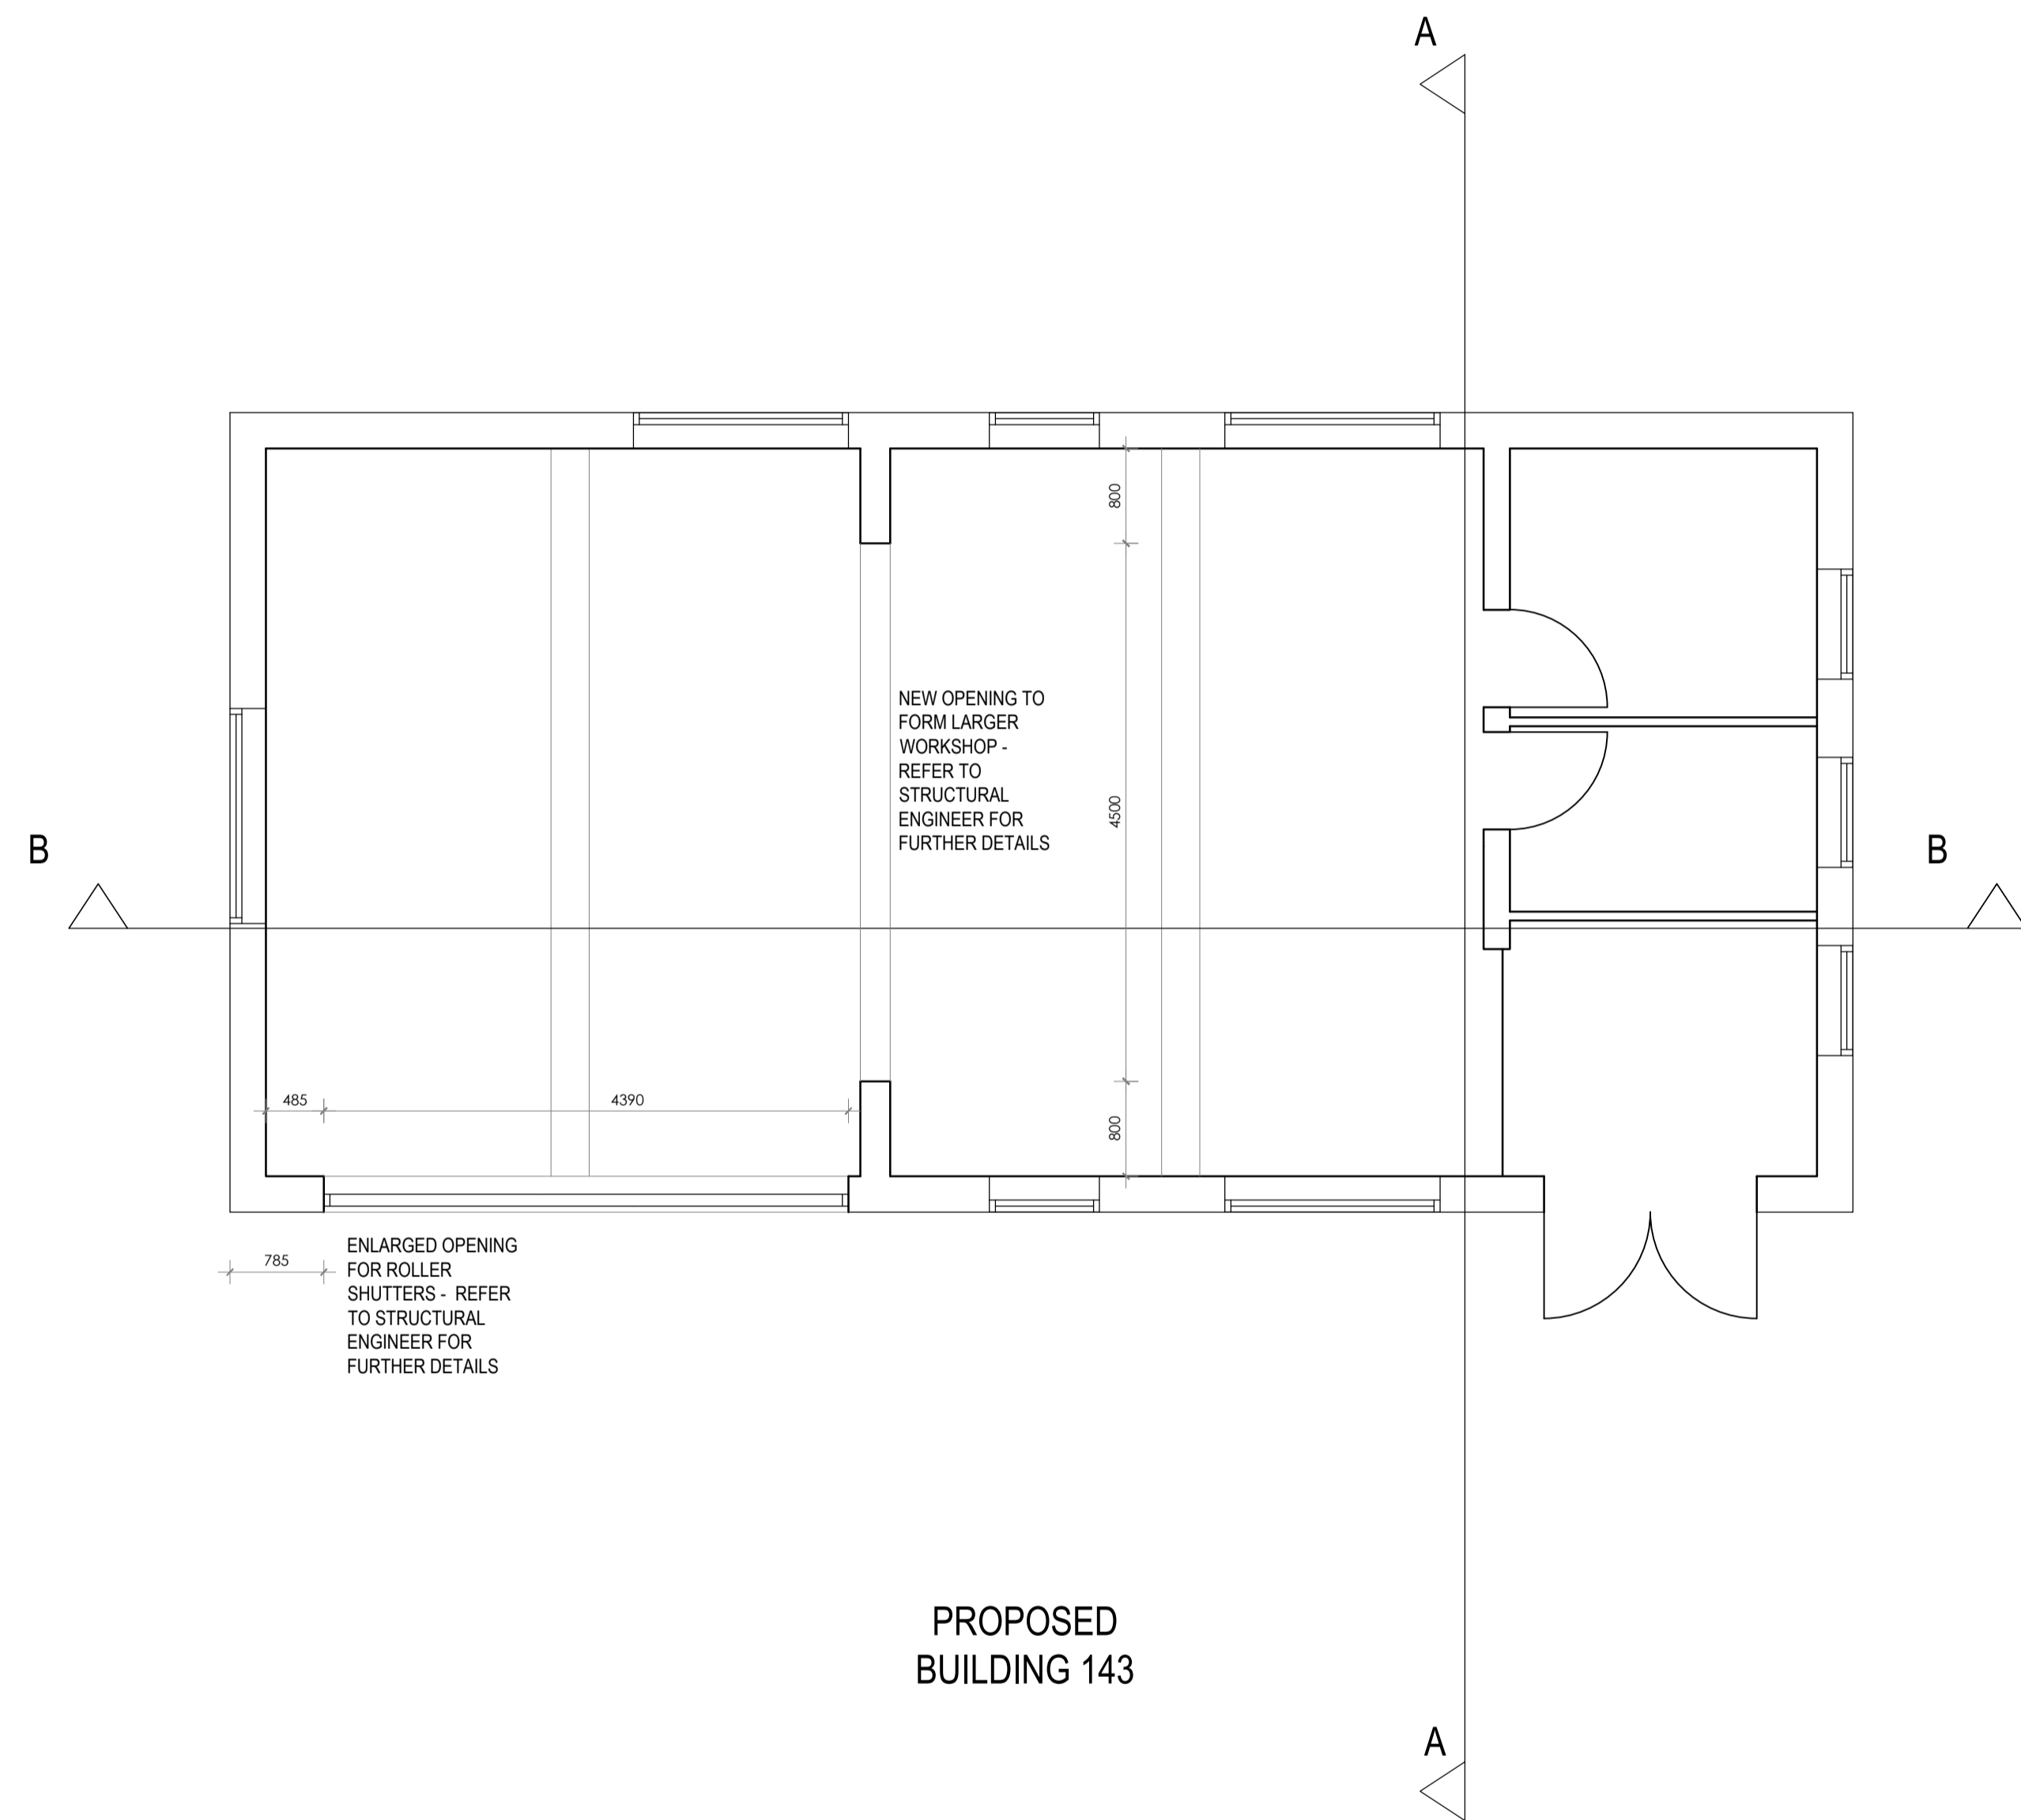 A
800
NEW OPENING TO
FORM LARGER
WORKSHOP -
REFER TO
STRUCTURAL
ENGINEER FOR
FURTHER DETAILS
4500
B
B
485
4390
800
785
ENLARGED OPENING
FOR ROLLER
SHUTTERS - REFER
TO STRUCTURAL
ENGINEER FOR
FURTHER DETAILS
PROPOSED
BUILDING 143
A